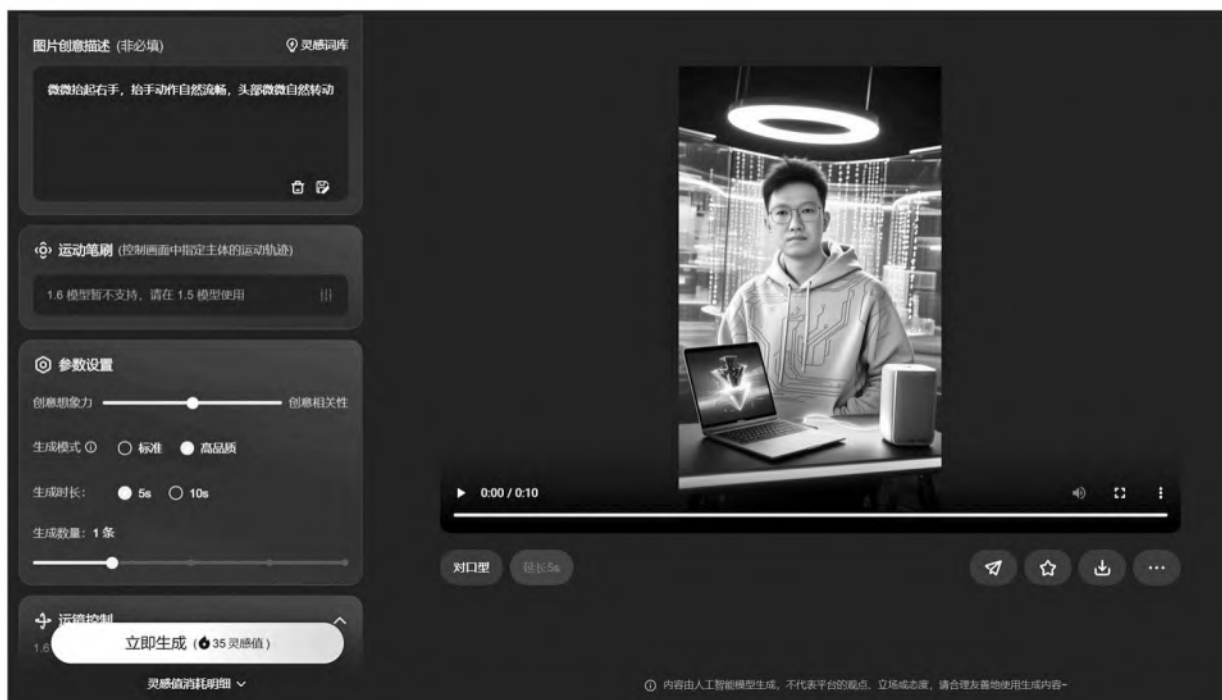 图片创意描述 (非必填)
灵感词库
微微抬起右手，抬手动作自然流畅，头部微微自然转动
运动笔刷 (控制画面中指定主体的运动轨迹)
1.6 模型暂不支持，请在 1.5 模型使用
参数设置
创意想象力
创意相关性
生成模式
标准
高品质
生成时长：
5s
10s
生成数量：1 条
运镜控制
1.6
立即生成 (35 灵感值)
灵感值消耗明细
0:00 / 0:10
对口型
延长5s
内容由人工智能模型生成，不代表平台的观点、立场或态度，请合理友善地使用生成内容~